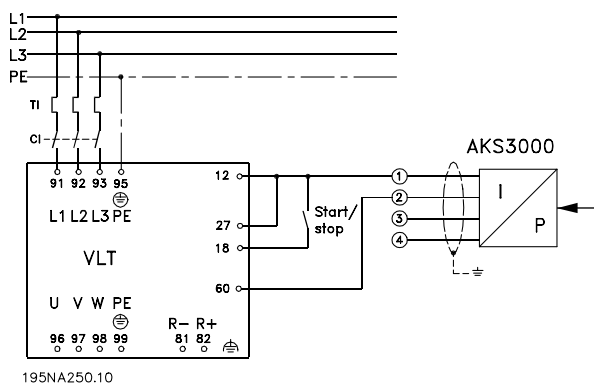 L1
L2
L3
PE
TI
CI
AKS3000
91 92 93 95
12
1
L1 L2 L3 PE
2
I
27
Start/
stop
3
P
18
4
VLT
60
U V W PE
R- R+
96 97 98 99
81 82
195NA250.10